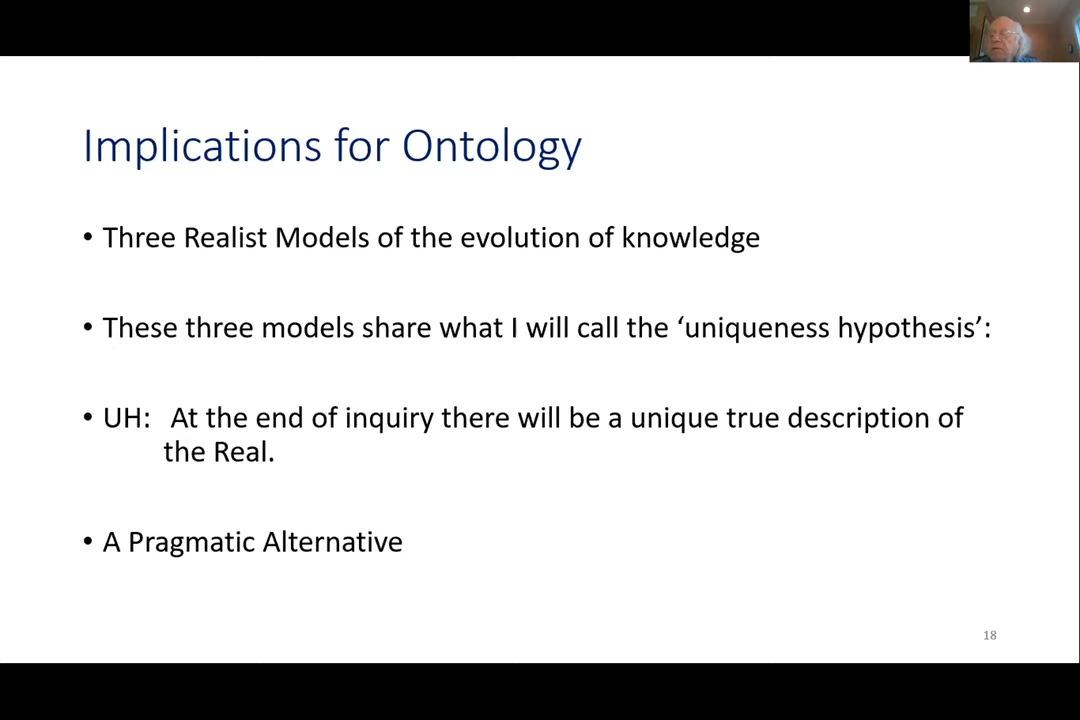 Implications for Ontology
• Three Realist Models of the evolution of knowledge
• These three models share what I will call the ‘uniqueness hypothesis’:
• UH: At the end of inquiry there will be a unique true description of
the Real.
• A Pragmatic Alternative
18